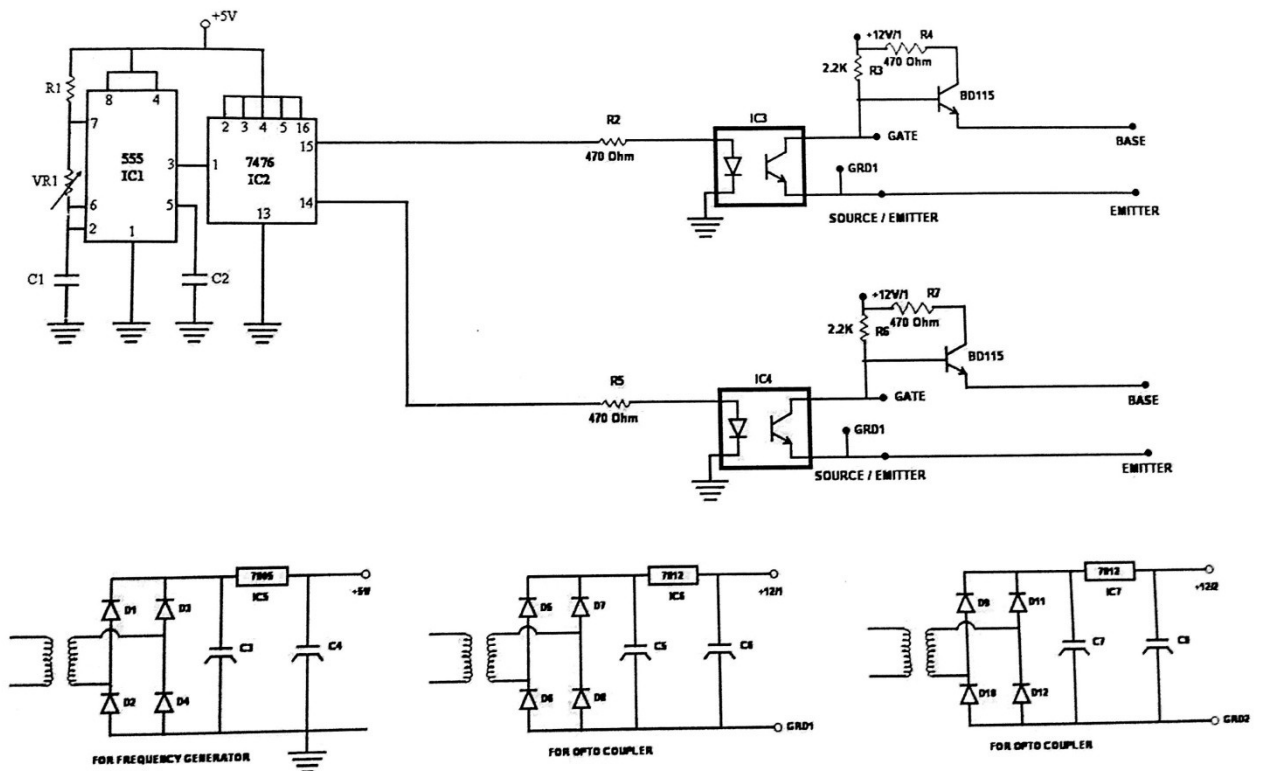 +5V
R1
8 4
7
VR1
555
IC1
3
6
2
5
1
C1
C2
2 3 4 5 16
15
1
7476
IC2
14
13
R2
470 Ohm
IC3
+12V/1
R4
470 Ohm
2.2K
R3
BD115
GATE
BASE
GRD1
SOURCE / EMITTER
EMITTER
R5
470 Ohm
IC4
+12V/1
R7
470 Ohm
2.2K
R6
BD115
GATE
BASE
GRD1
SOURCE / EMITTER
EMITTER
7805
IC5
+5V
D1
D3
C3
C4
D2
D4
FOR FREQUENCY GENERATOR
7812
IC6
+12/1
D5
D7
C5
C6
D6
D8
GRD1
FOR OPTO COUPLER
7812
IC7
+12/2
D9
D11
C7
C8
D10
D12
GRD2
FOR OPTO COUPLER